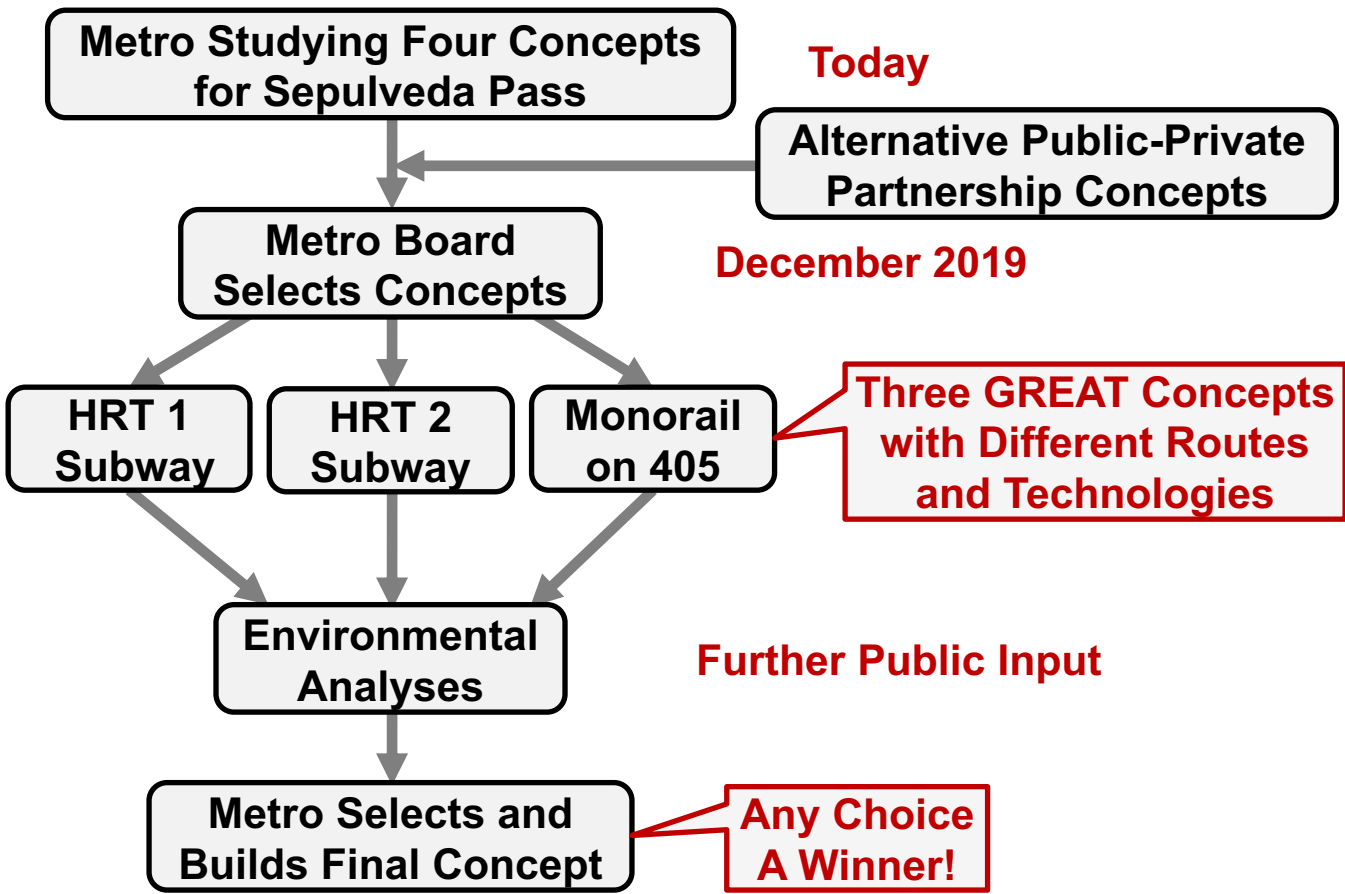 Metro Studying Four Concepts
for Sepulveda Pass
Today
Alternative Public-Private
Partnership Concepts
Metro Board
Selects Concepts
December 2019
HRT 1
Subway
HRT 2
Subway
Monorail
on 405
Three GREAT Concepts
with Different Routes
and Technologies
Environmental
Analyses
Further Public Input
Metro Selects and
Builds Final Concept
Any Choice
A Winner!